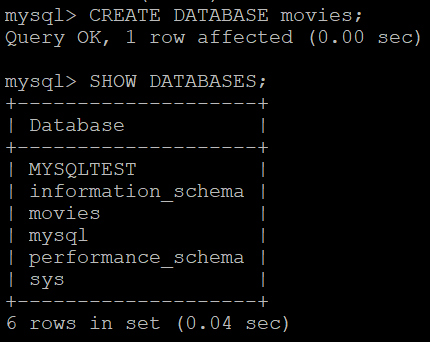 mysql> CREATE DATABASE movies;
Query OK, 1 row affected (0.00 sec)
mysql> SHOW DATABASES;
+--------------------+
| Database           |
+--------------------+
| MYSQLTEST          |
| information_schema |
| movies             |
| mysql              |
| performance_schema |
| sys                |
+--------------------+
6 rows in set (0.04 sec)